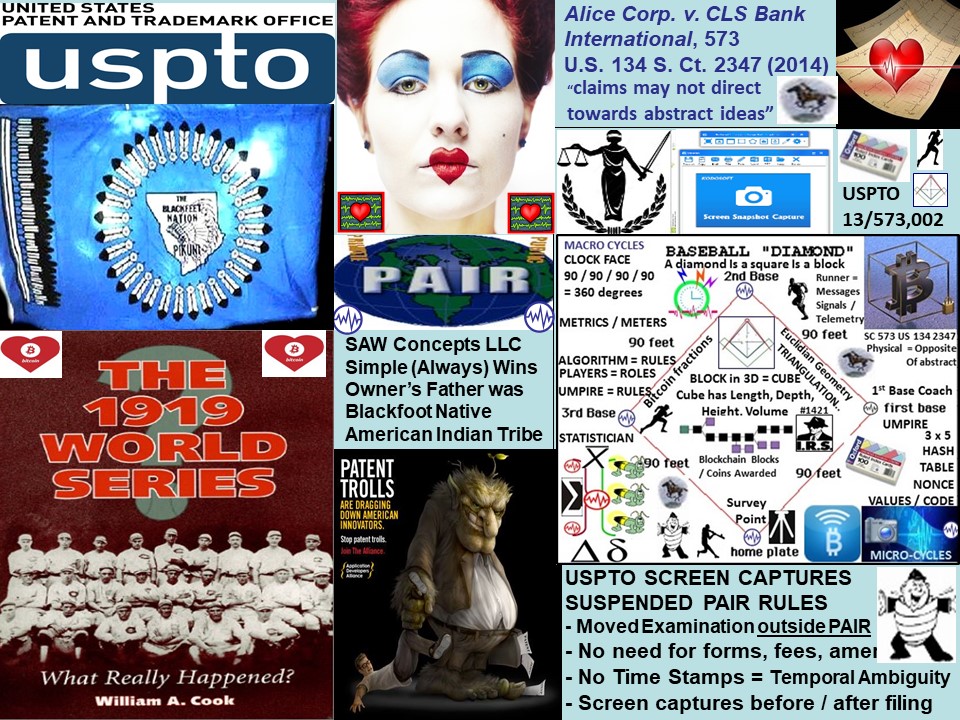 UNITED STATES
PATENT AND TRADEMARK OFFICE
uspto
Alice Corp. v. CLS Bank
International, 573
U.S. 134 S. Ct. 2347 (2014)
“claims may not direct
towards abstract ideas”
Screen Snapshot Capture
Oxford
100
USPTO
13/573,002
THE
BLACKFEET
NATION
PIKUNI
PRIVATE
PAIR
PUBLIC
SAW Concepts LLC
Simple (Always) Wins
Owner’s Father was
Blackfoot Native
American Indian Tribe
bitcoin
bitcoin
THE
1919
WORLD
SERIES
?
What Really Happened?
William A. Cook
PATENT
TROLLS
ARE DRAGGING
DOWN AMERICAN
INNOVATORS.
Stop patent trolls.
Join The Alliance.
Application
Developers
Alliance
MACRO CYCLES
CLOCK FACE
90 / 90 / 90 / 90
= 360 degrees
BASEBALL "DIAMOND"
A diamond Is a square Is a block
2nd Base
Runner =
Messages
Signals /
Telemetry
90 feet
METRICS / METERS
90 feet
SC 573 US 134 2347
Physical = Opposite
Of abstract
ALGORITHM = RULES
PLAYERS = ROLES
UMPIRE = RULES
Bitcoin fractions
Euclidian Geometry
TRIANGULATION..
BLOCK in 3D = CUBE
Cube has Length, Depth,
Height. Volume
1st Base Coach
first base
UMPIRE
3rd Base
#1421
I.R.S.
STATISTICIAN
Blockchain Blocks
/ Coins Awarded
90 feet
90 feet
3 x 5
HASH
TABLE
NONCE
VALUES / CODE
Oxford
100
X
Σ
Δ δ
Survey
Point
home plate
MICRO-CYCLES
USPTO SCREEN CAPTURES
SUSPENDED PAIR RULES
- Moved Examination outside PAIR
- No need for forms, fees, amer
- No Time Stamps = Temporal Ambiguity
- Screen captures before / after filing